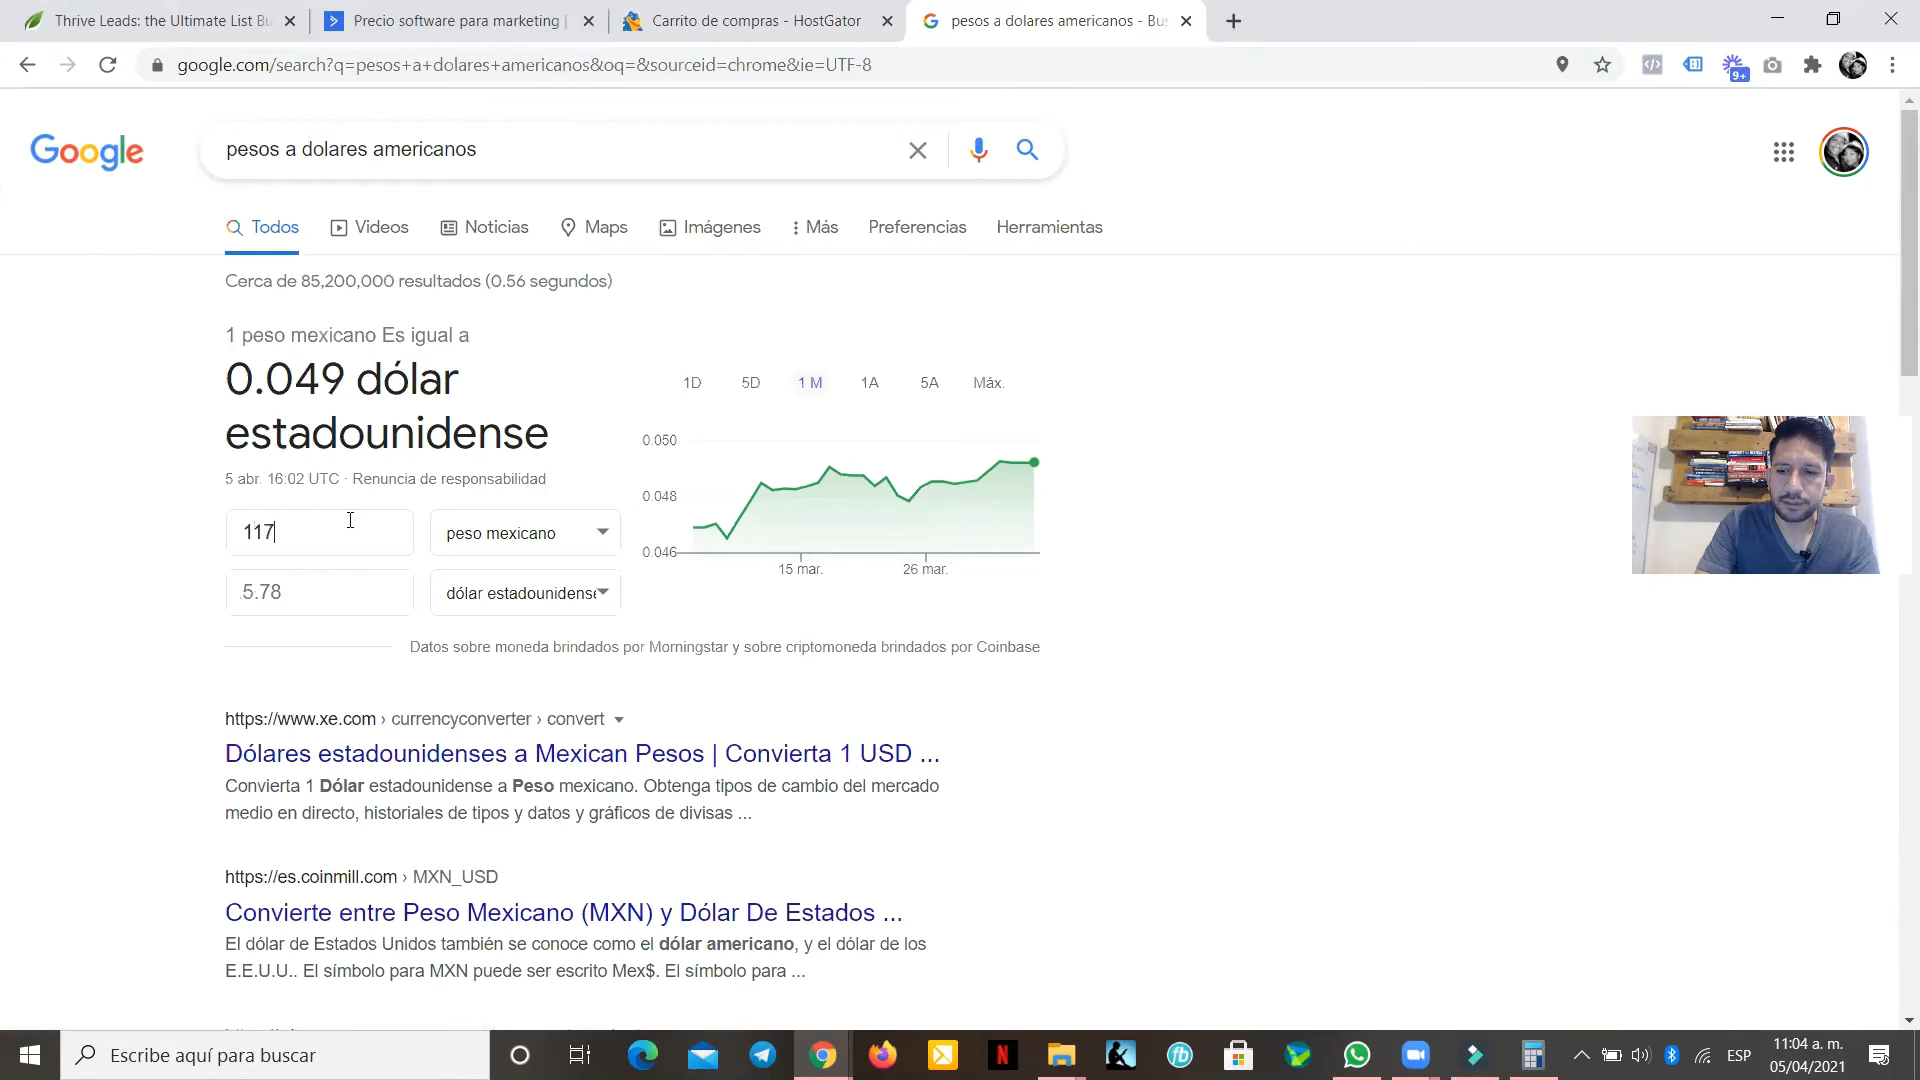 Thrive Leads: the Ultimate List Bu
Precio software para marketing |
Carrito de compras - HostGator
pesos a dolares americanos - Bus
google.com/search?q=pesos+a+dolares+americanos&oq=&sourceid=chrome&ie=UTF-8
9+
Google
pesos a dolares americanos
Todos
Videos
Noticias
Maps
Imágenes
Más
Preferencias
Herramientas
Cerca de 85,200,000 resultados (0.56 segundos)
1 peso mexicano Es igual a
0.049 dólar
estadounidense
5 abr. 16:02 UTC · Renuncia de responsabilidad
117
peso mexicano
5.78
dólar estadounidense
1D
5D
1 M
1A
5A
Máx.
0.050
0.048
0.046
15 mar.
26 mar.
Datos sobre moneda brindados por Morningstar y sobre criptomoneda brindados por Coinbase
https://www.xe.com › currencyconverter › convert
Dólares estadounidenses a Mexican Pesos | Convierta 1 USD ...
Convierta 1 Dólar estadounidense a Peso mexicano. Obtenga tipos de cambio del mercado
medio en directo, historiales de tipos y datos y gráficos de divisas ...
https://es.coinmill.com › MXN_USD
Convierte entre Peso Mexicano (MXN) y Dólar De Estados ...
El dólar de Estados Unidos también se conoce como el dólar americano, y el dólar de los
E.E.U.U.. El símbolo para MXN puede ser escrito Mex$. El símbolo para ...
Escribe aquí para buscar
N
fb
ESP
11:04 a. m.
05/04/2021